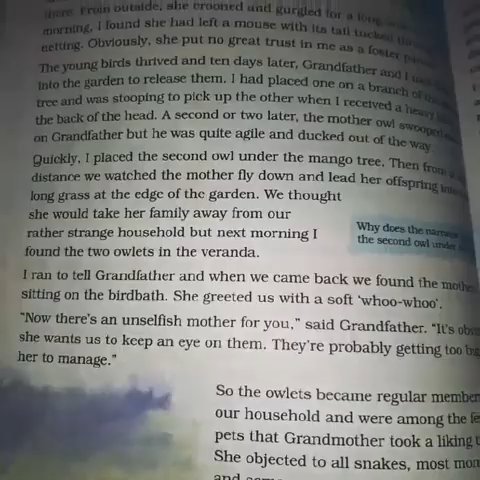 there. From outside, she crooned and gurgled for a long
morning, I found she had left a mouse with its tail tucked
netting. Obviously, she put no great trust in me as a foster
The young birds thrived and ten days later, Grandfather and I
into the garden to release them. I had placed one on a branch of
tree and was stooping to pick up the other when I received a heavy
the back of the head. A second or two later, the mother owl swooped
on Grandfather but he was quite agile and ducked out of the way
Quickly, I placed the second owl under the mango tree. Then from
distance we watched the mother fly down and lead her offspring
long grass at the edge of the garden. We thought
she would take her family away from our
rather strange household but next morning I
found the two owlets in the veranda.
Why does the
the second owl under
I ran to tell Grandfather and when we came back we found the
sitting on the birdbath. She greeted us with a soft ‘whoo-whoo’.
“Now there's an unselfish mother for you,” said Grandfather. “It's
she wants us to keep an eye on them. They're probably getting too
her to manage.”
So the owlets became regular
our household and were among the
pets that Grandmother took a liking
She objected to all snakes, most
and